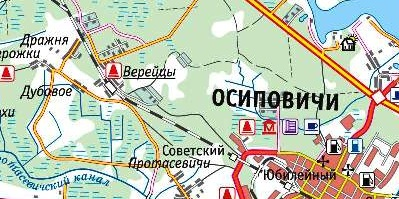 Дражня
Верейцы
Дубовое
ОСИПОВИЧИ
Советский
Протасевичи
Юбилейный
канал